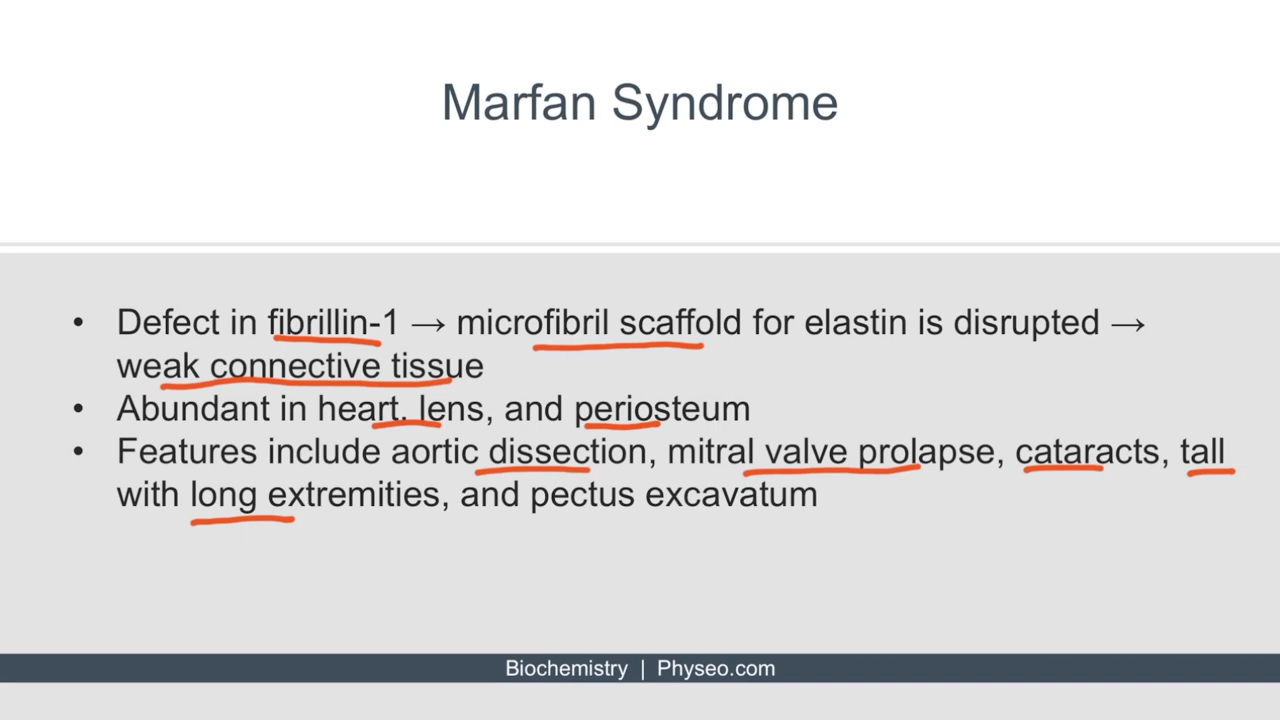 Marfan Syndrome
• Defect in fibrillin-1 → microfibril scaffold for elastin is disrupted →
weak connective tissue
• Abundant in heart. lens, and periosteum
• Features include aortic dissection, mitral valve prolapse, cataracts, tall
with long extremities, and pectus excavatum
Biochemistry | Physeo.com